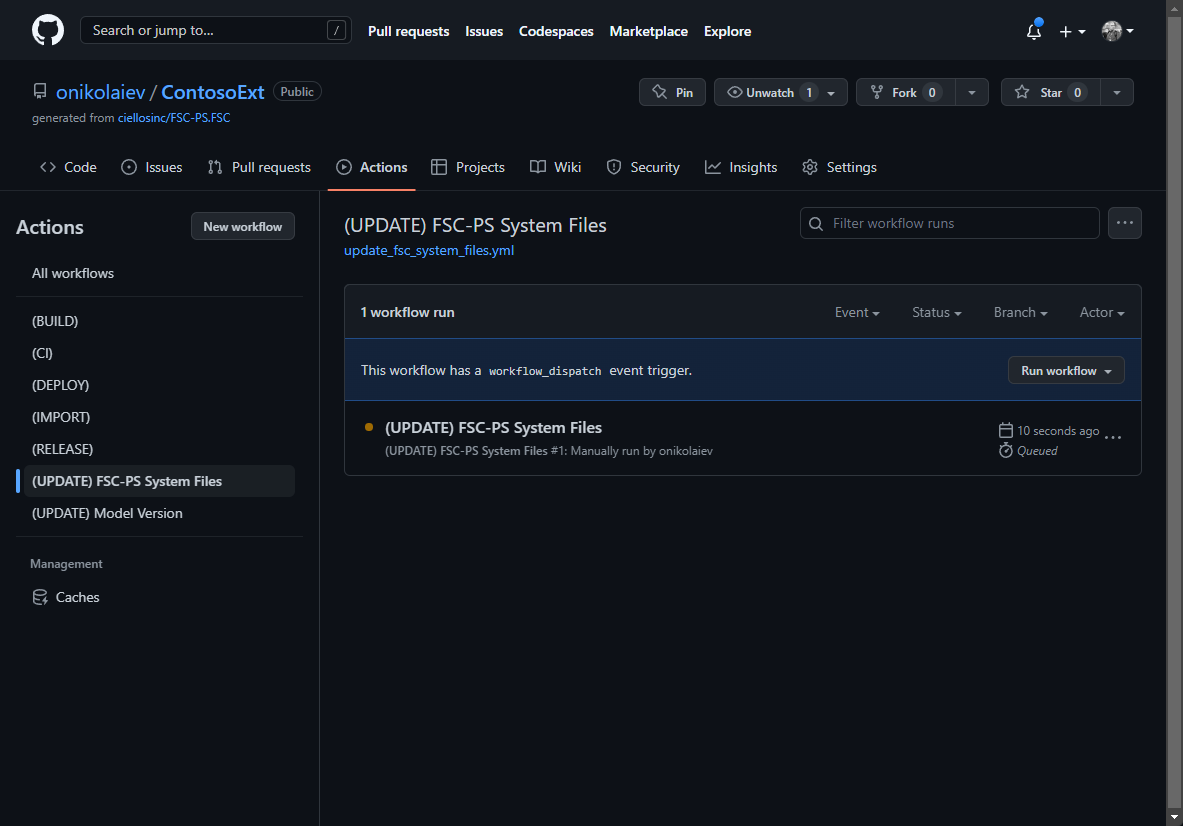 Search or jump to... /
Pull requests Issues Codespaces Marketplace Explore
onikolaiev / ContosoExt Public
Pin Unwatch 1 Fork 0 Star 0
generated from ciellosinc/FSC-PS.FSC
Code Issues Pull requests Actions Projects Wiki Security Insights Settings
Actions New workflow
All workflows
(BUILD)
(CI)
(DEPLOY)
(IMPORT)
(RELEASE)
(UPDATE) FSC-PS System Files
(UPDATE) Model Version
Management
Caches
(UPDATE) FSC-PS System Files
update_fsc_system_files.yml
Filter workflow runs
1 workflow run Event Status Branch Actor
This workflow has a workflow_dispatch event trigger. Run workflow
(UPDATE) FSC-PS System Files
(UPDATE) FSC-PS System Files #1: Manually run by onikolaiev
10 seconds ago
Queued